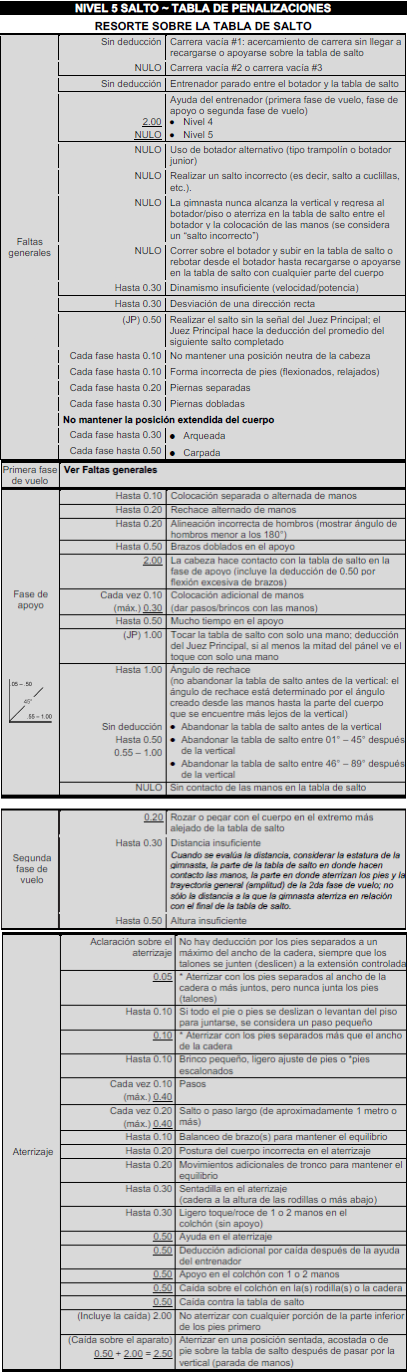 NIVEL 5 SALTO ~ TABLA DE PENALIZACIONES
RESORTE SOBRE LA TABLA DE SALTO
Faltas
generales
Sin deducción Carrera vacía #1: acercamiento de carrera sin llegar a
recargarse o apoyarse sobre la tabla de salto
NULO Carrera vacía #2 o carrera vacía #3
Sin deducción Entrenador parado entre el botador y la tabla de salto
Ayuda del entrenador (primera fase de vuelo, fase de
apoyo o segunda fase de vuelo)
2.00 • Nivel 4
NULO • Nivel 5
NULO Uso de botador alternativo (tipo trampolín o botador
junior)
NULO Realizar un salto incorrecto (es decir, salto a cuclillas,
etc.).
NULO La gimnasta nunca alcanza la vertical y regresa al
botador/piso o aterriza en la tabla de salto entre el
botador y la colocación de las manos (se considera
un "salto incorrecto")
NULO Correr sobre el botador y subir en la tabla de salto o
rebotar desde el botador hasta recargarse o apoyarse
en la tabla de salto con cualquier parte del cuerpo
Hasta 0.30 Dinamismo insuficiente (velocidad/potencia)
Hasta 0.30 Desviación de una dirección recta
(JP) 0.50 Realizar el salto sin la señal del Juez Principal; el
Juez Principal hace la deducción del promedio del
siguiente salto completado
Cada fase hasta 0.10 No mantener una posición neutra de la cabeza
Cada fase hasta 0.10 Forma incorrecta de pies (flexionados, relajados)
Cada fase hasta 0.20 Piernas separadas
Cada fase hasta 0.30 Piernas dobladas
No mantener la posición extendida del cuerpo
Cada fase hasta 0.30 • Arqueada
Cada fase hasta 0.50 • Carpada
Primera fase
de vuelo
Ver Faltas generales
Fase de
apoyo
.05 – .50
45°
.55 – 1.00
Hasta 0.10 Colocación separada o alternada de manos
Hasta 0.20 Rechace alternado de manos
Hasta 0.20 Alineación incorrecta de hombros (mostrar ángulo de
hombros menor a los 180°)
Hasta 0.50 Brazos doblados en el apoyo
2.00 La cabeza hace contacto con la tabla de salto en la
fase de apoyo (incluye la deducción de 0.50 por
flexión excesiva de brazos)
Cada vez 0.10 Colocación adicional de manos
(máx.) 0.30 (dar pasos/brincos con las manos)
Hasta 0.50 Mucho tiempo en el apoyo
(JP) 1.00 Tocar la tabla de salto con solo una mano; deducción
del Juez Principal, si al menos la mitad del pánel ve el
toque con solo una mano
Hasta 1.00 Ángulo de rechace
(no abandonar la tabla de salto antes de la vertical: el
ángulo de rechace está determinado por el ángulo
creado desde las manos hasta la parte del cuerpo
que se encuentre más lejos de la vertical)
Sin deducción • Abandonar la tabla de salto antes de la vertical
Hasta 0.50 • Abandonar la tabla de salto entre 01° – 45° después
0.55 – 1.00 de la vertical
• Abandonar la tabla de salto entre 46° – 89° después
de la vertical
NULO Sin contacto de las manos en la tabla de salto
Segunda
fase de
vuelo
0.20 Rozar o pegar con el cuerpo en el extremo más
alejado de la tabla de salto
Hasta 0.30 Distancia insuficiente
Cuando se evalúa la distancia, considerar la estatura de la
gimnasta, la parte de la tabla de salto en donde hacen
contacto las manos, la parte en donde aterrizan los pies y la
trayectoria general (amplitud) de la 2da fase de vuelo; no
sólo la distancia a la que la gimnasta aterriza en relación
con el final de la tabla de salto.
Hasta 0.50 Altura insuficiente
Aterrizaje
Aclaración sobre el No hay deducción por los pies separados a un
aterrizaje máximo del ancho de la cadera, siempre que los
talones se junten (deslicen) a la extensión controlada
0.05 * Aterrizar con los pies separados al ancho de la
cadera o más juntos, pero nunca junta los pies
(talones)
Hasta 0.10 Si todo el pie o pies se deslizan o levantan del piso
para juntarse, se considera un paso pequeño
0.10 * Aterrizar con los pies separados más que el ancho
de la cadera
Hasta 0.10 Brinco pequeño, ligero ajuste de pies o *pies
escalonados
Cada vez 0.10 Pasos
(máx.) 0.40
Cada vez 0.20 Salto o paso largo (de aproximadamente 1 metro o
(máx.) 0.40 más)
Hasta 0.10 Balanceo de brazo(s) para mantener el equilibrio
Hasta 0.20 Postura del cuerpo incorrecta en el aterrizaje
Hasta 0.20 Movimientos adicionales de tronco para mantener el
equilibrio
Hasta 0.30 Sentadilla en el aterrizaje
(cadera a la altura de las rodillas o más abajo)
Hasta 0.30 Ligero toque/roce de 1 o 2 manos en el
colchón (sin apoyo)
0.50 Ayuda en el aterrizaje
0.50 Deducción adicional por caída después de la ayuda
del entrenador
0.50 Apoyo en el colchón con 1 o 2 manos
0.50 Caída sobre el colchón en la(s) rodilla(s) o la cadera
0.50 Caída contra la tabla de salto
(Incluye la caída) 2.00 No aterrizar con cualquier porción de la parte inferior
de los pies primero
(Caída sobre el aparato) Aterrizar en una posición sentada, acostada o de
0.50 + 2.00 = 2.50 pie sobre la tabla de salto después de pasar por la
vertical (parada de manos)